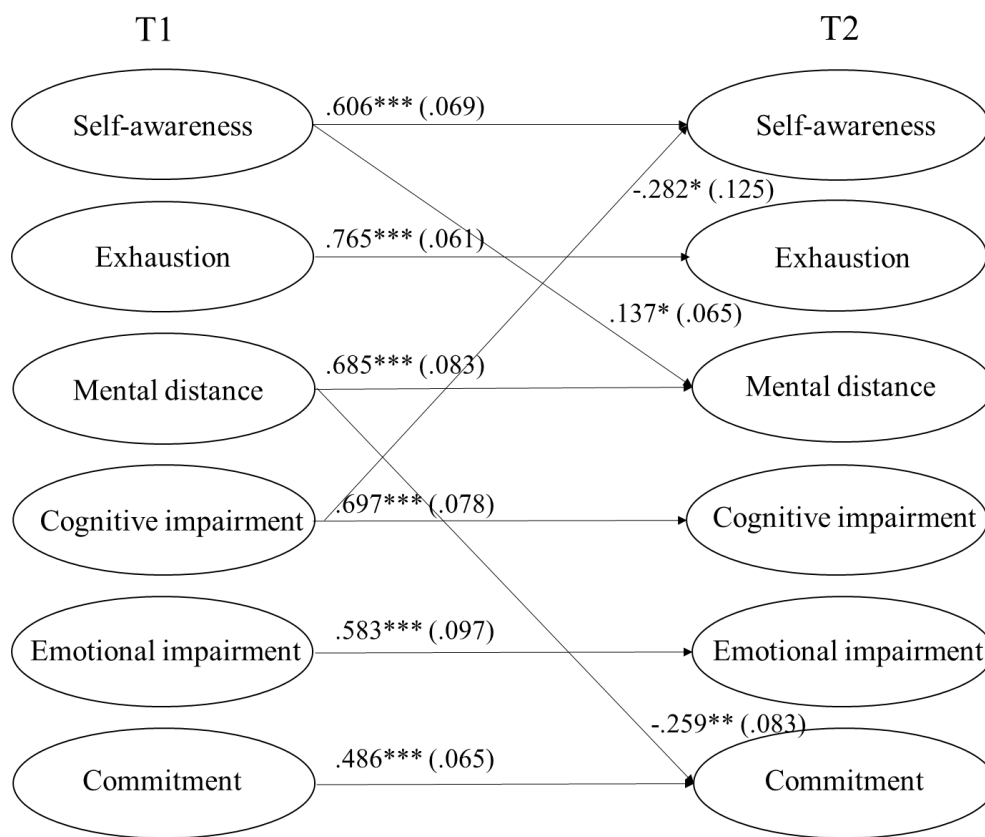 T1
T2
Self-awareness
.606*** (.069)
Self-awareness
-.282* (.125)
Exhaustion
.765*** (.061)
Exhaustion
.137* (.065)
Mental distance
.685*** (.083)
Mental distance
Cognitive impairment
.697*** (.078)
Cognitive impairment
Emotional impairment
.583*** (.097)
Emotional impairment
-.259** (.083)
Commitment
.486*** (.065)
Commitment